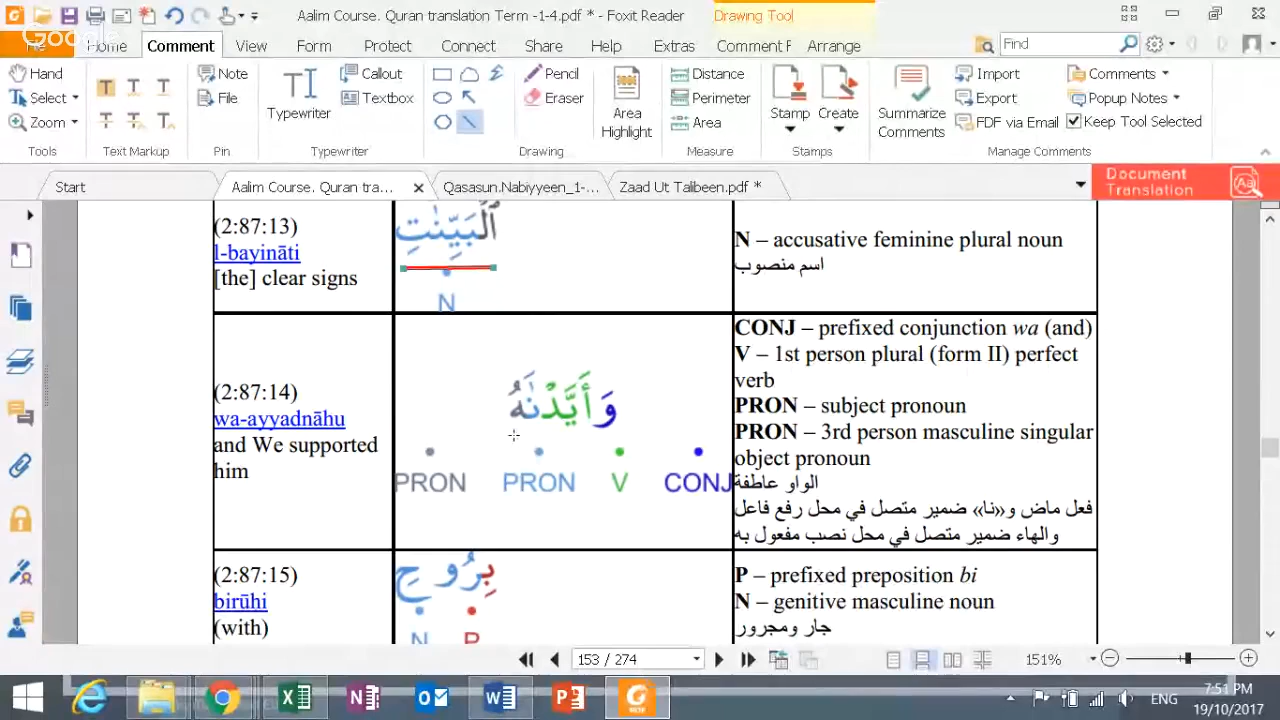 Aalim Course. Quran translation Term -1-4.pdf * - Foxit Reader
Drawing Tool
Google
Home Comment View Form Protect Connect Share Help Extras Comment F Arrange
Find
Hand
Select
Zoom
Tools
Text Markup
Note
File
Pin
Typewriter
Callout
Textbox
Typewriter
Pencil
Eraser
Drawing
Area
Highlight
Distance
Perimeter
Area
Measure
Stamp
Create
Stamps
Summarize
Comments
Import
Export
FDF via Email
Comments
Popup Notes
Keep Tool Selected
Manage Comments
Start
Aalim Course. Quran tra...
Qasasun.Nabiyyeen_1-...
Zaad Ut Talibeen.pdf *
Document
Translation
(2:87:13)
l-bayināti
[the] clear signs
ٱلْبَيِّنَٰتِ
N
N – accusative feminine plural noun
اسم منصوب
(2:87:14)
wa-ayyadnāhu
and We supported
him
وَأَيَّدْنَٰهُ
PRON PRON V CONJ
CONJ – prefixed conjunction wa (and)
V – 1st person plural (form II) perfect
verb
PRON – subject pronoun
PRON – 3rd person masculine singular
object pronoun
الواو عاطفة
فعل ماض و«نا» ضمير متصل في محل رفع فاعل
والهاء ضمير متصل في محل نصب مفعول به
(2:87:15)
birūḥi
(with)
بِرُوحِ
N P
P – prefixed preposition bi
N – genitive masculine noun
جار ومجرور
153 / 274
151%
ENG
7:51 PM
19/10/2017